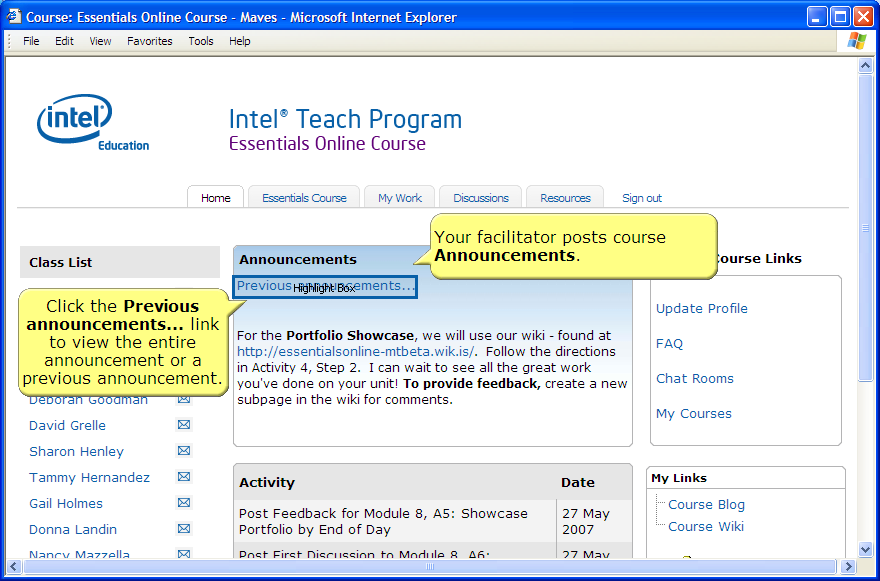 Course: Essentials Online Course - Maves - Microsoft Internet Explorer
File Edit View Favorites Tools Help
intel®
Education
Intel® Teach Program
Essentials Online Course
Home Essentials Course My Work Discussions Resources Sign out
Class List
Click the Previous
announcements... link
to view the entire
announcement or a
previous announcement.
Deborah Goodman
David Grelle
Sharon Henley
Tammy Hernandez
Gail Holmes
Donna Landin
Nancy Mazzella
Announcements
Your facilitator posts course
Announcements.
Previous announcements...
Highlight Box
For the Portfolio Showcase, we will use our wiki - found at
http://essentialsonline-mtbeta.wik.is/. Follow the directions
in Activity 4, Step 2. I can wait to see all the great work
you've done on your unit! To provide feedback, create a new
subpage in the wiki for comments.
Activity Date
Post Feedback for Module 8, A5: Showcase
Portfolio by End of Day
27 May
2007
Post First Discussion to Module 8, A6:
27 May
Course Links
Update Profile
FAQ
Chat Rooms
My Courses
My Links
Course Blog
Course Wiki